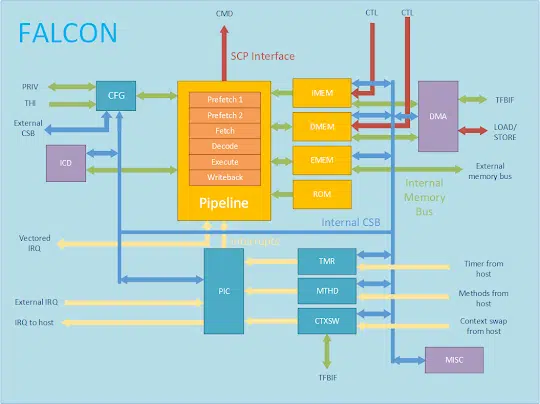 FALCON
CMD
CTL
CTL
SCP Interface
PRIV
THI
External
CSB
CFG
ICD
Prefetch 1
Prefetch 2
Fetch
Decode
Execute
Writeback
Pipeline
IMEM
DMEM
EMEM
ROM
DMA
TFBIF
LOAD/
STORE
External
memory bus
Internal
Memory
Bus
Internal CSB
Interrupts
Vectored
IRQ
External IRQ
IRQ to host
PIC
TMR
MTHD
CTXSW
Timer from
host
Methods from
host
Context swap
from host
TFBIF
MISC